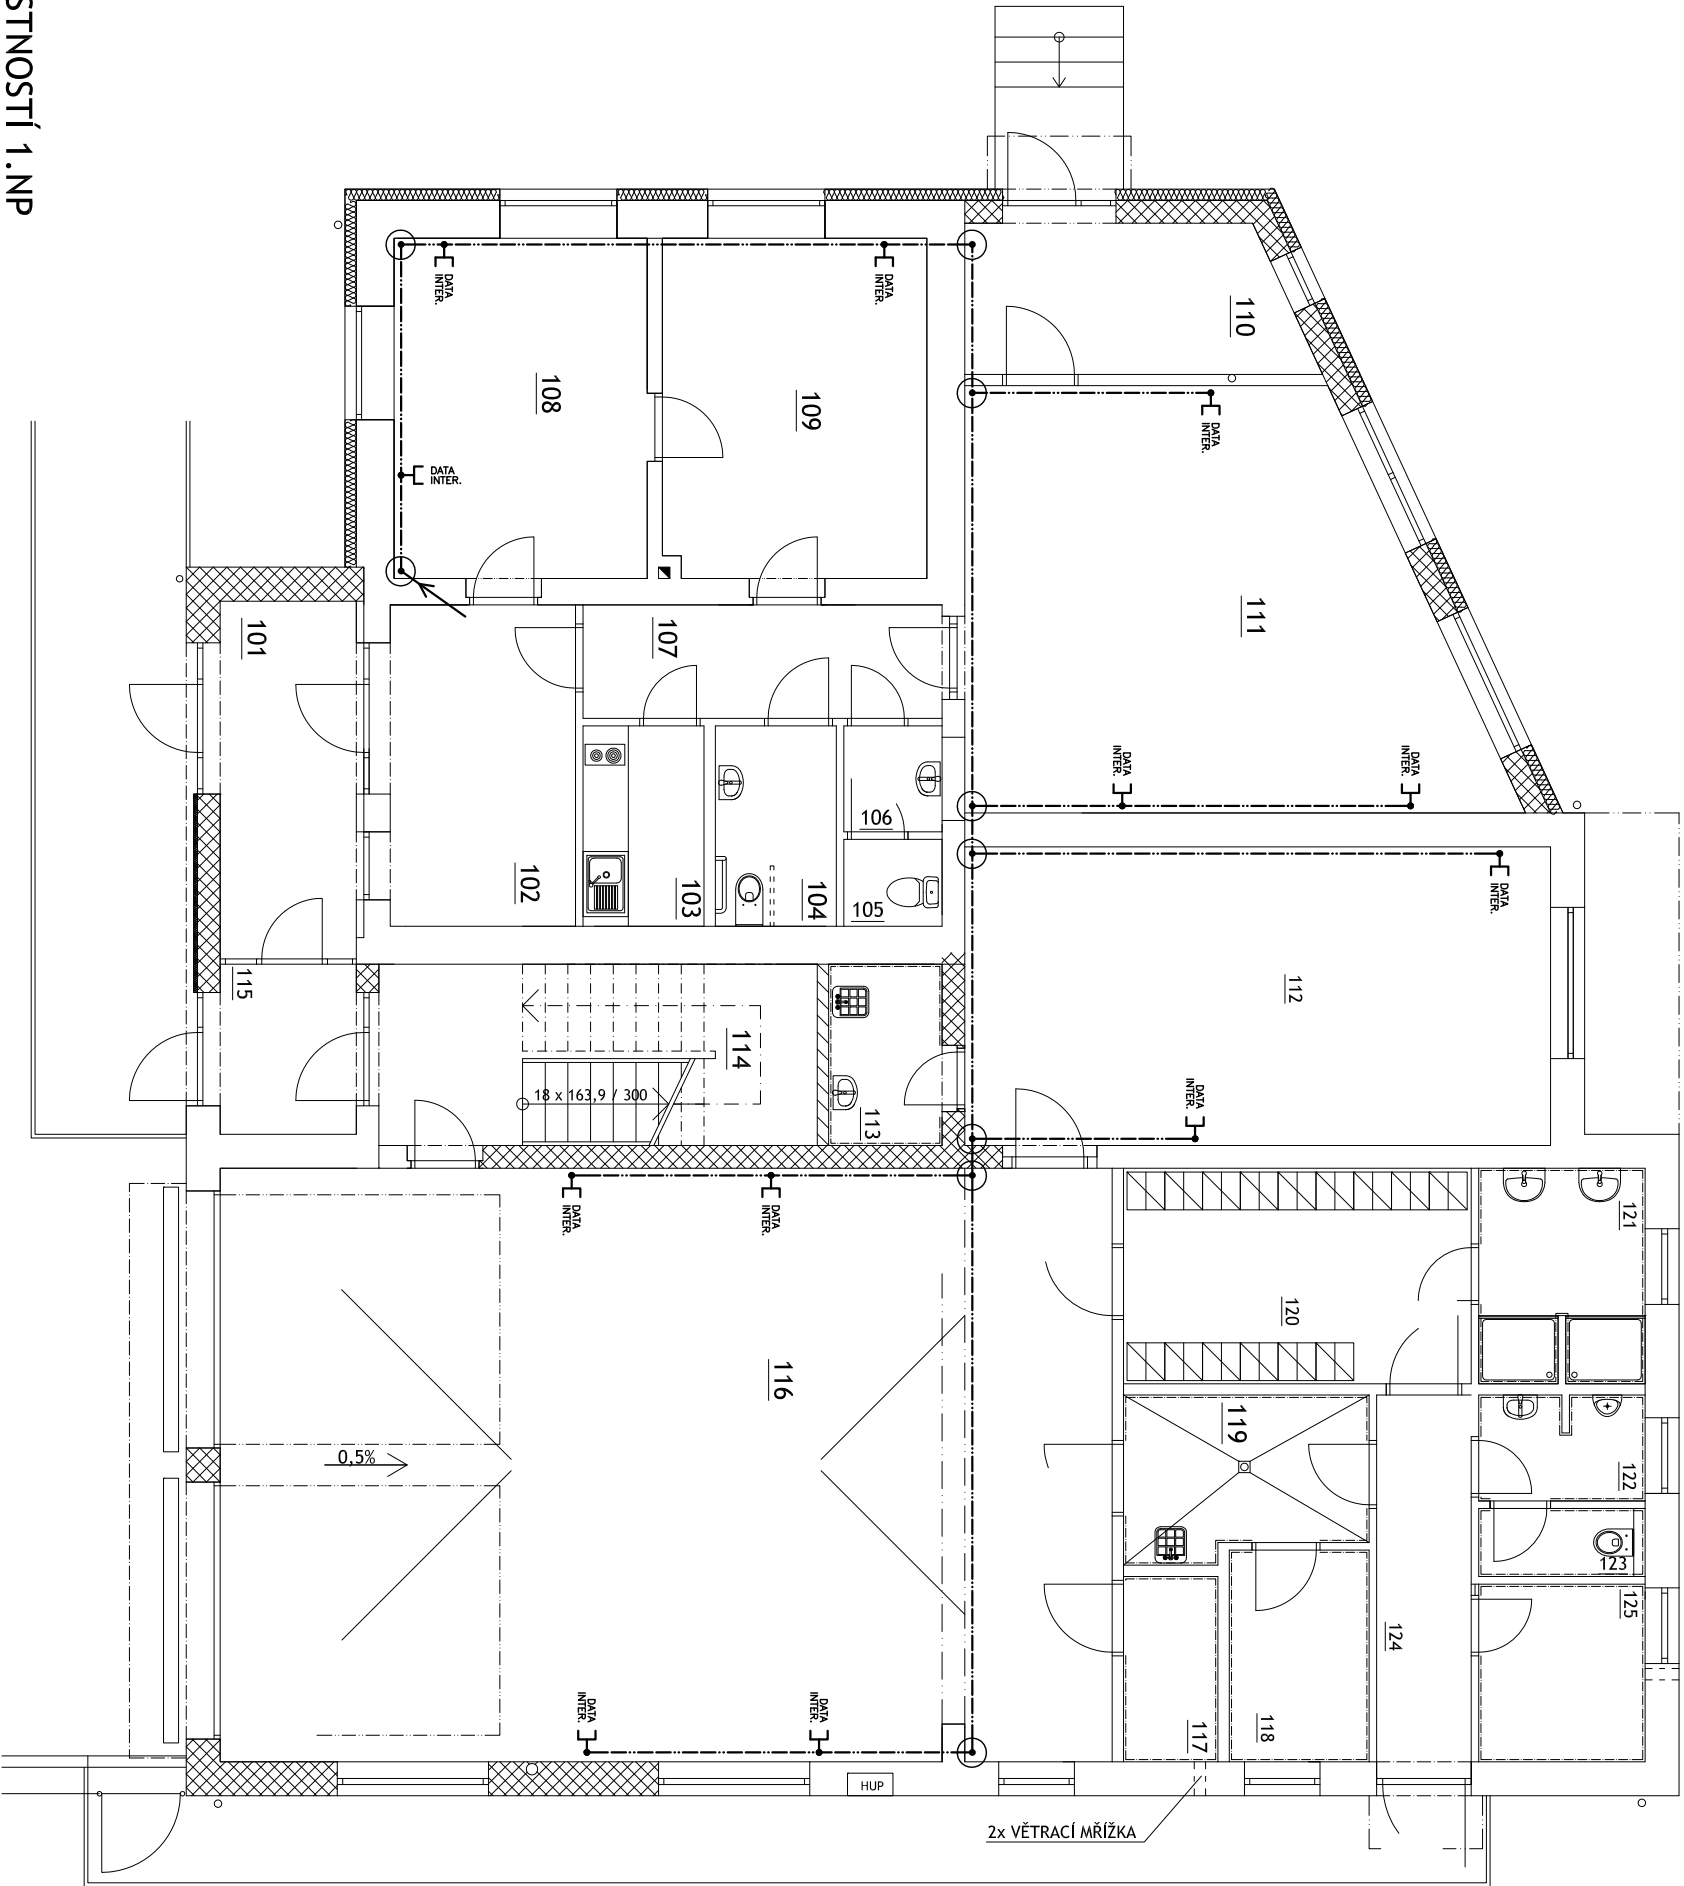 STNOSTÍ 1.NP
110
DATA
INTER.
DATA
INTER.
108
109
DATA
INTER.
DATA
INTER.
111
101
107
DATA
INTER.
DATA
INTER.
106
102
103
104
105
DATA
INTER.
115
112
114
18 x 163,9 / 300
113
DATA
INTER.
DATA
INTER.
DATA
INTER.
121
120
116
119
0,5%
122
123
125
124
DATA
INTER.
DATA
INTER.
117
118
HUP
2x VĚTRACÍ MŘÍŽKA